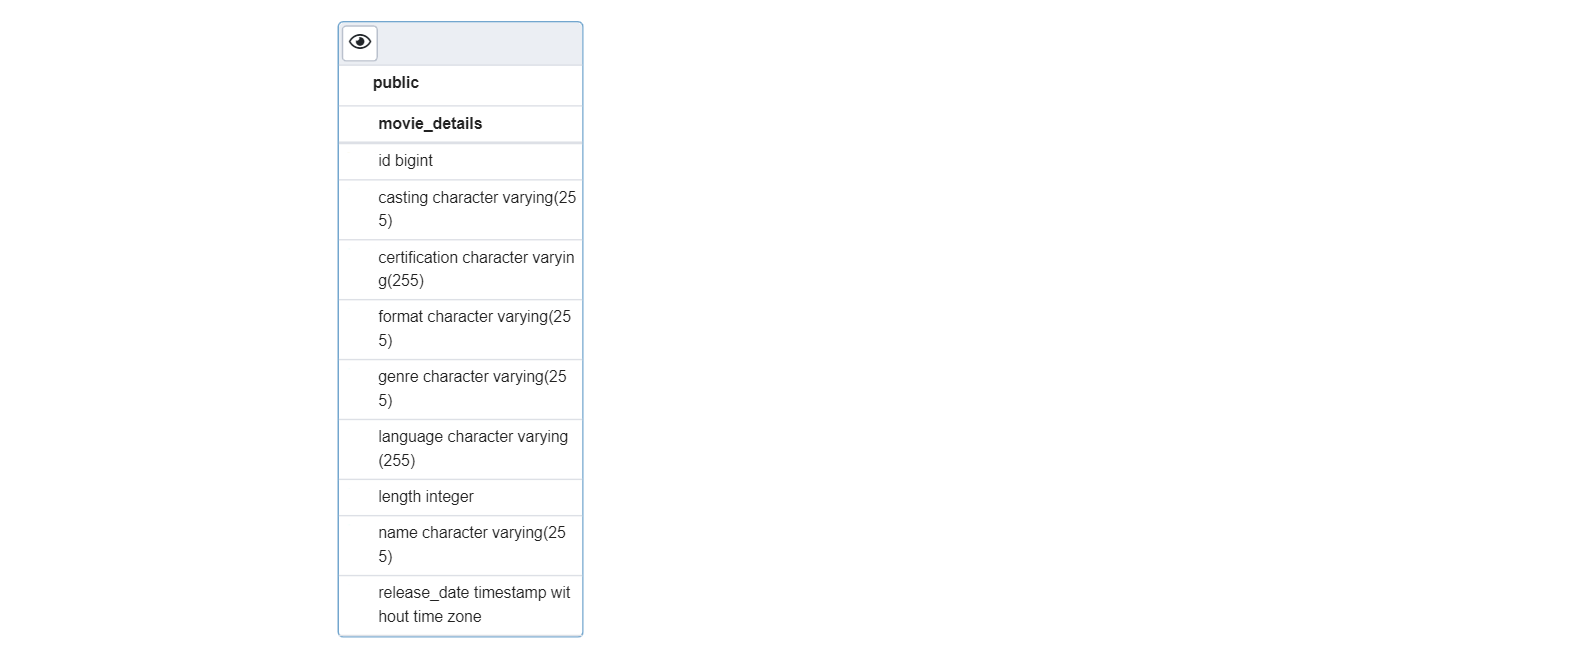 public
movie_details
id bigint
casting character varying(25
5)
certification character varyin
g(255)
format character varying(25
5)
genre character varying(25
5)
language character varying
(255)
length integer
name character varying(25
5)
release_date timestamp wit
hout time zone